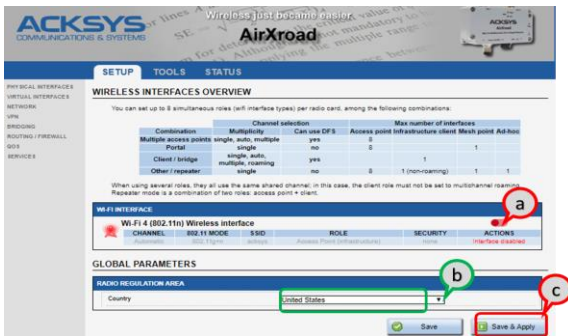 ACKSYS
COMMUNICATIONS & SYSTEMS
Wireless just became easier
AirXroad
ACKSYS
Airxroad
SETUP TOOLS STATUS
PHYSICAL INTERFACES
VIRTUAL INTERFACES
NETWORK
VPN
BRIDGING
ROUTING / FIREWALL
QOS
SERVICES
WIRELESS INTERFACES OVERVIEW
You can set up 8 simultaneous roles (wifi interface types) per radio card, among the following combinations:
Channel selection Max number of interfaces
Combination Multiplicity Can use DFS Access point Infrastructure client Mesh point Ad-hoc
Multiple access points single, auto, multiple yes 8
Portal single no 8 1
Client / bridge single, auto, multiple, roaming yes 1
Other / repeater single no 8 1 (non-roaming) 1 1
When using several roles, they all use the same shared channel; in this case, the client role must not be set to multichannel roaming.
Repeater mode is a combination of two roles: access point + client.
WI-FI INTERFACE
Wi-Fi 4 (802.11n) Wireless interface
CHANNEL 802.11 MODE SSID ROLE SECURITY ACTIONS
Automatic 802.11gn acksys Access Point (infrastructure) none Interface disabled
a
GLOBAL PARAMETERS
RADIO REGULATION AREA
Country United States
b
c
Save Save & Apply